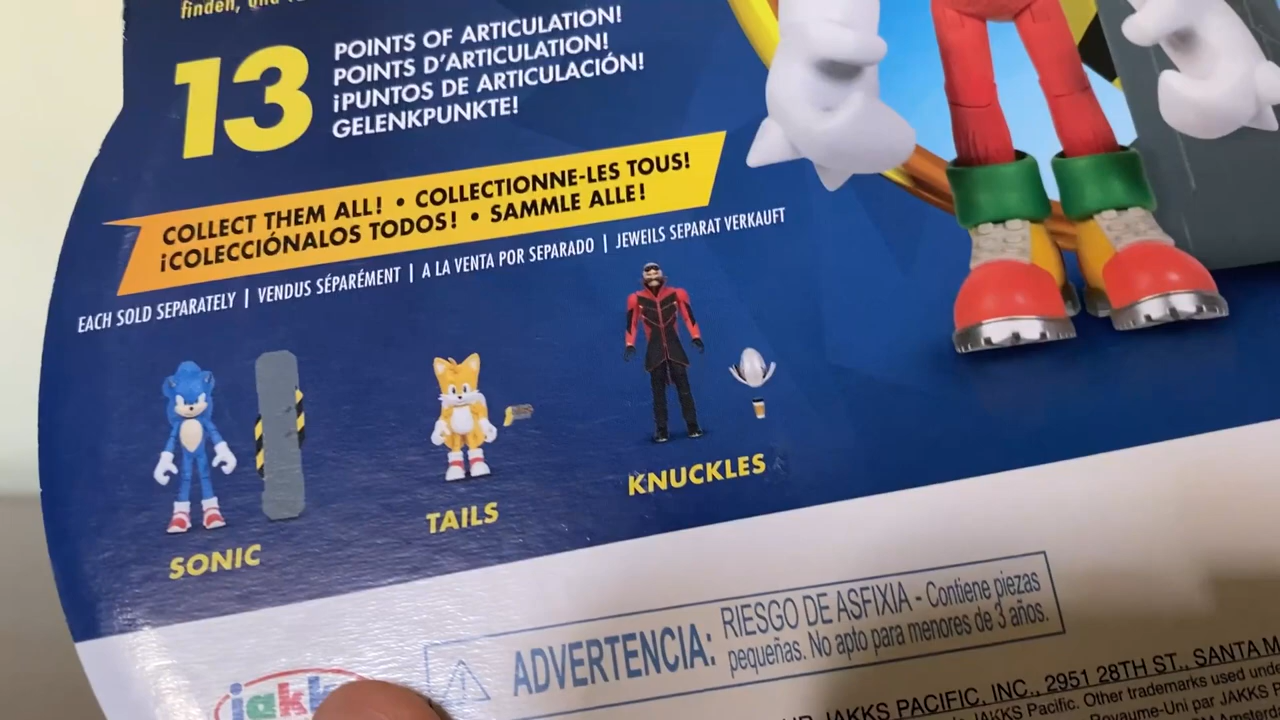 finden, und
13
POINTS OF ARTICULATION!
POINTS D'ARTICULATION!
¡PUNTOS DE ARTICULACIÓN!
GELENKPUNKTE!
COLLECT THEM ALL! • COLLECTIONNE-LES TOUS!
¡COLECCIÓNALOS TODOS! • SAMMLE ALLE!
EACH SOLD SEPARATELY | VENDUS SÉPARÉMENT | A LA VENTA POR SEPARADO | JEWEILS SEPARAT VERKAUFT
SONIC
TAILS
KNUCKLES
ADVERTENCIA:
RIESGO DE ASFIXIA - Contiene piezas
pequeñas. No apto para menores de 3 años.
JAKKS PACIFIC, INC., 2951 28TH ST., SANTA M
JAKKS Pacific. Other trademarks used und
Royaume-Uni par JAKKS P